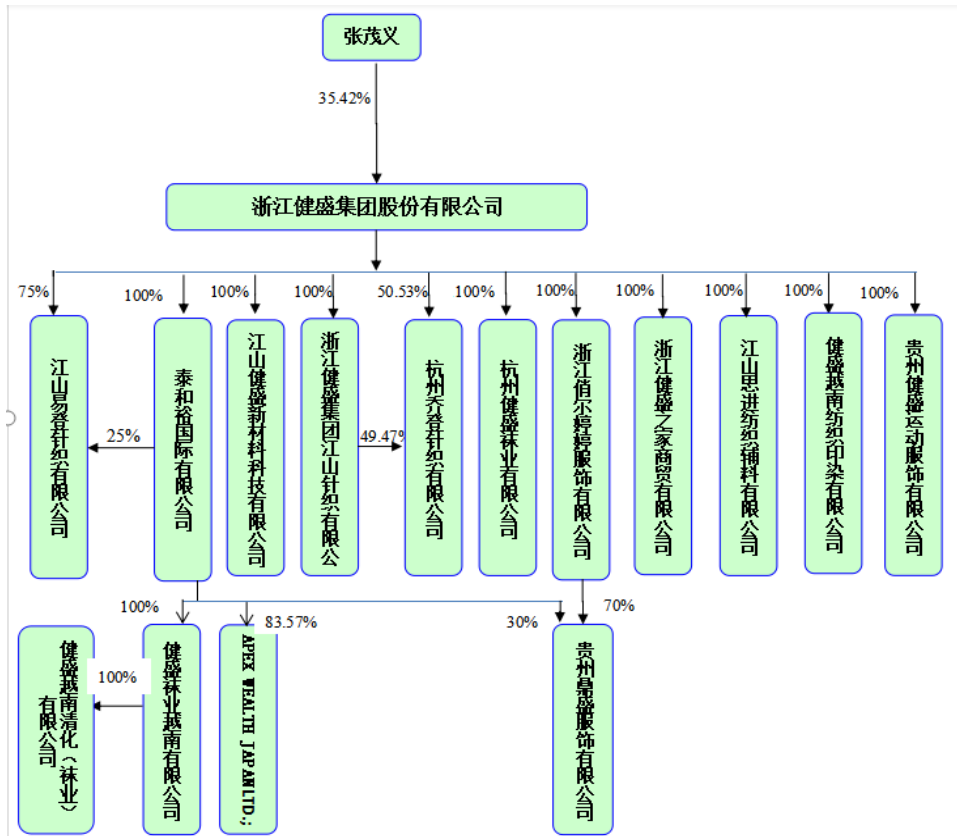 张茂义
35.42%
浙江健盛集团股份有限公司
75%
100%
100%
100%
50.53%
100%
100%
100%
100%
100%
100%
江山易登针织有限公司
泰和裕国际有限公司
江山健盛新材料科技有限公司
浙江健盛集团江山针织有限公
杭州乔登针织有限公司
杭州健盛袜业有限公司
浙江俏尔婷婷服饰有限公司
浙江健盛之家商贸有限公司
江山思进纺织辅料有限公司
健盛越南纺织印染有限公司
贵州健盛运动服饰有限公司
25%
49.47%
100%
83.57%
30%
70%
健盛越南清化（袜业）
有限公司
100%
健盛袜业越南有限公司
APEX WEALTH JAPANLTD.;
贵州鼎盛服饰有限公司